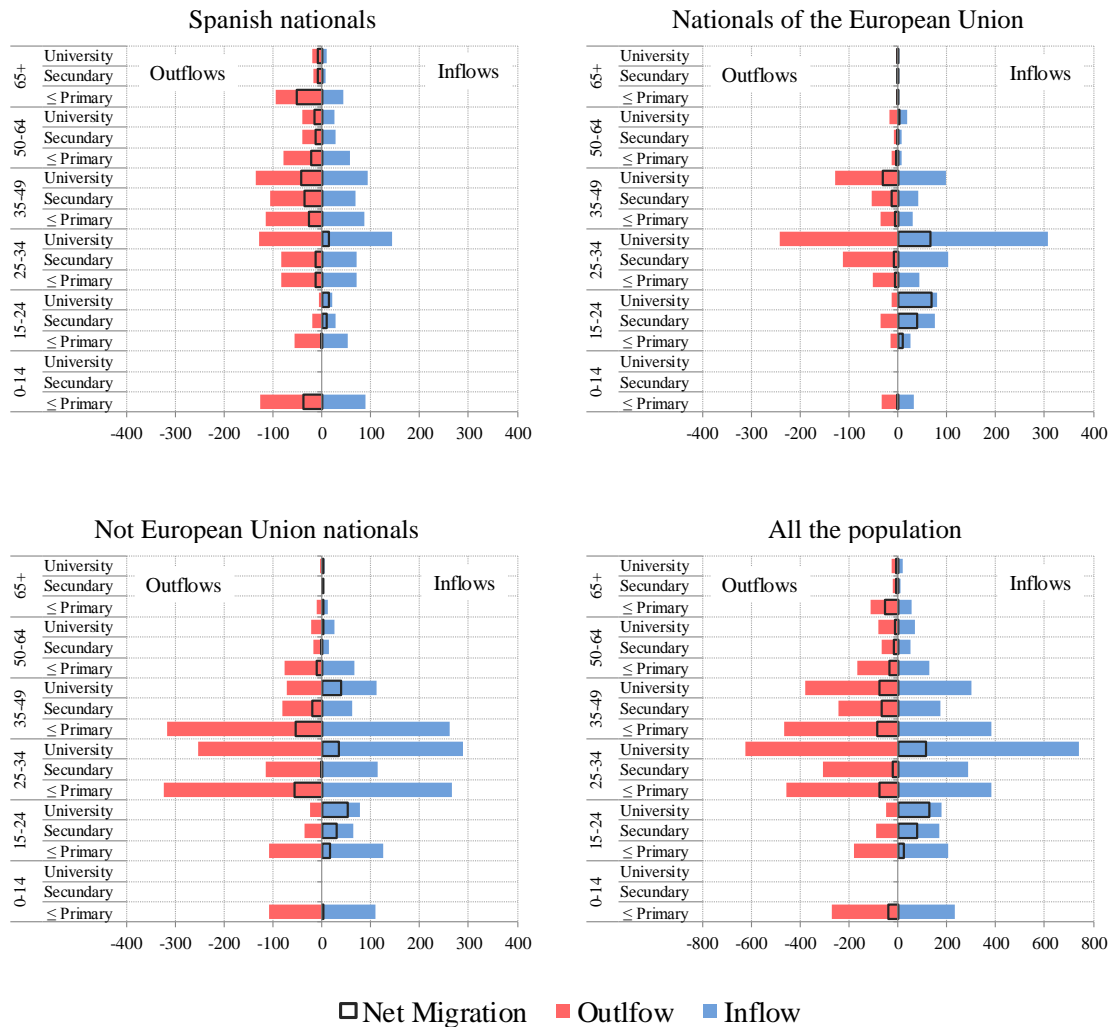 Spanish nationals
Outflows
Inflows
65+
University
Secundary
≤ Primary
50-64
University
Secundary
≤ Primary
35-49
University
Secundary
≤ Primary
25-34
University
Secundary
≤ Primary
15-24
University
Secundary
≤ Primary
0-14
University
Secundary
≤ Primary
-400 -300 -200 -100 0 100 200 300 400
Nationals of the European Union
Outflows
Inflows
65+
University
Secundary
≤ Primary
50-64
University
Secundary
≤ Primary
35-49
University
Secundary
≤ Primary
25-34
University
Secundary
≤ Primary
15-24
University
Secundary
≤ Primary
0-14
University
Secundary
≤ Primary
-400 -300 -200 -100 0 100 200 300 400
Not European Union nationals
Outflows
Inflows
65+
University
Secundary
≤ Primary
50-64
University
Secundary
≤ Primary
35-49
University
Secundary
≤ Primary
25-34
University
Secundary
≤ Primary
15-24
University
Secundary
≤ Primary
0-14
University
Secundary
≤ Primary
-400 -300 -200 -100 0 100 200 300 400
All the population
Outflows
Inflows
65+
University
Secundary
≤ Primary
50-64
University
Secundary
≤ Primary
35-49
University
Secundary
≤ Primary
25-34
University
Secundary
≤ Primary
15-24
University
Secundary
≤ Primary
0-14
University
Secundary
≤ Primary
-800 -600 -400 -200 0 200 400 600 800
Net Migration Outlfow Inflow